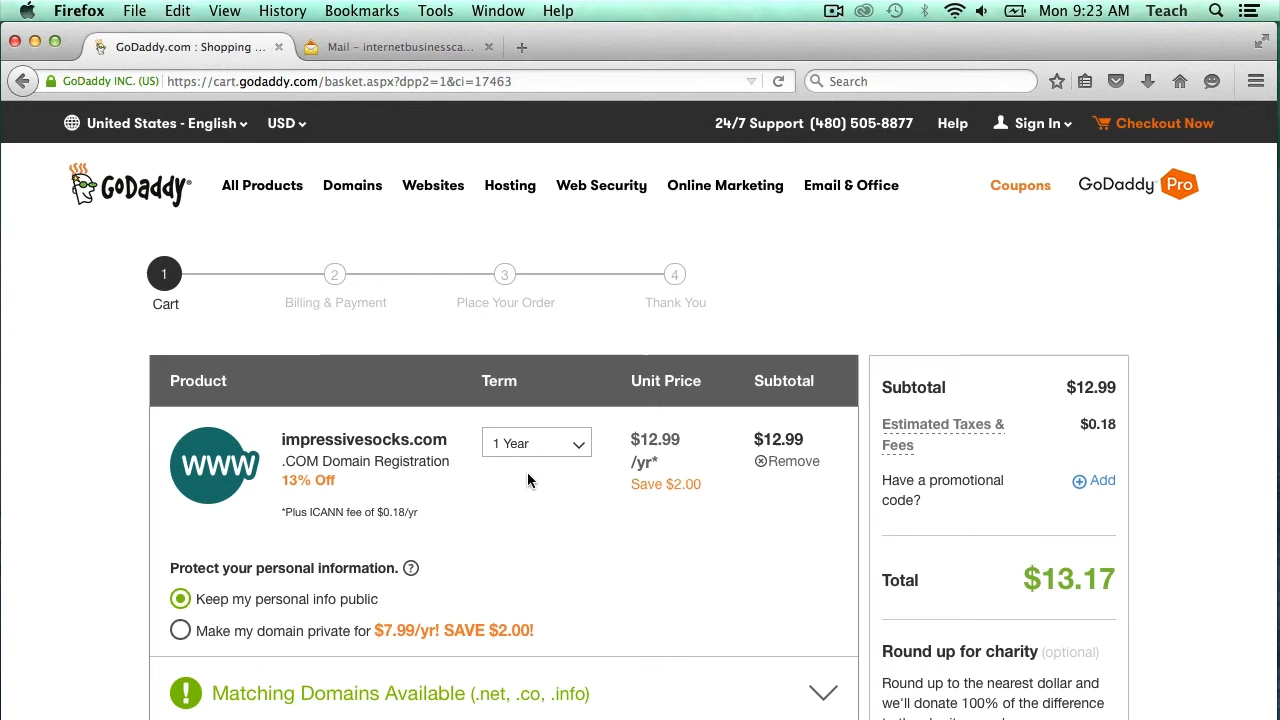 Firefox File Edit View History Bookmarks Tools Window Help Mon 9:23 AM Teach
GoDaddy.com : Shopping ... Mail – internetbusinessca...
GoDaddy INC. (US) https://cart.godaddy.com/basket.aspx?dpp2=1&ci=17463 Search
United States - English USD 24/7 Support (480) 505-8877 Help Sign In Checkout Now
GoDaddy All Products Domains Websites Hosting Web Security Online Marketing Email & Office Coupons GoDaddy Pro
1 2 3 4
Cart Billing & Payment Place Your Order Thank You
Product Term Unit Price Subtotal
WWW
impressivesocks.com
.COM Domain Registration
13% Off
*Plus ICANN fee of $0.18/yr
1 Year
$12.99
/yr*
Save $2.00
$12.99
Remove
Protect your personal information. ?
Keep my personal info public
Make my domain private for $7.99/yr! SAVE $2.00!
! Matching Domains Available (.net, .co, .info)
Subtotal $12.99
Estimated Taxes & $0.18
Fees
Have a promotional Add
code?
Total $13.17
Round up for charity (optional)
Round up to the nearest dollar and
we'll donate 100% of the difference